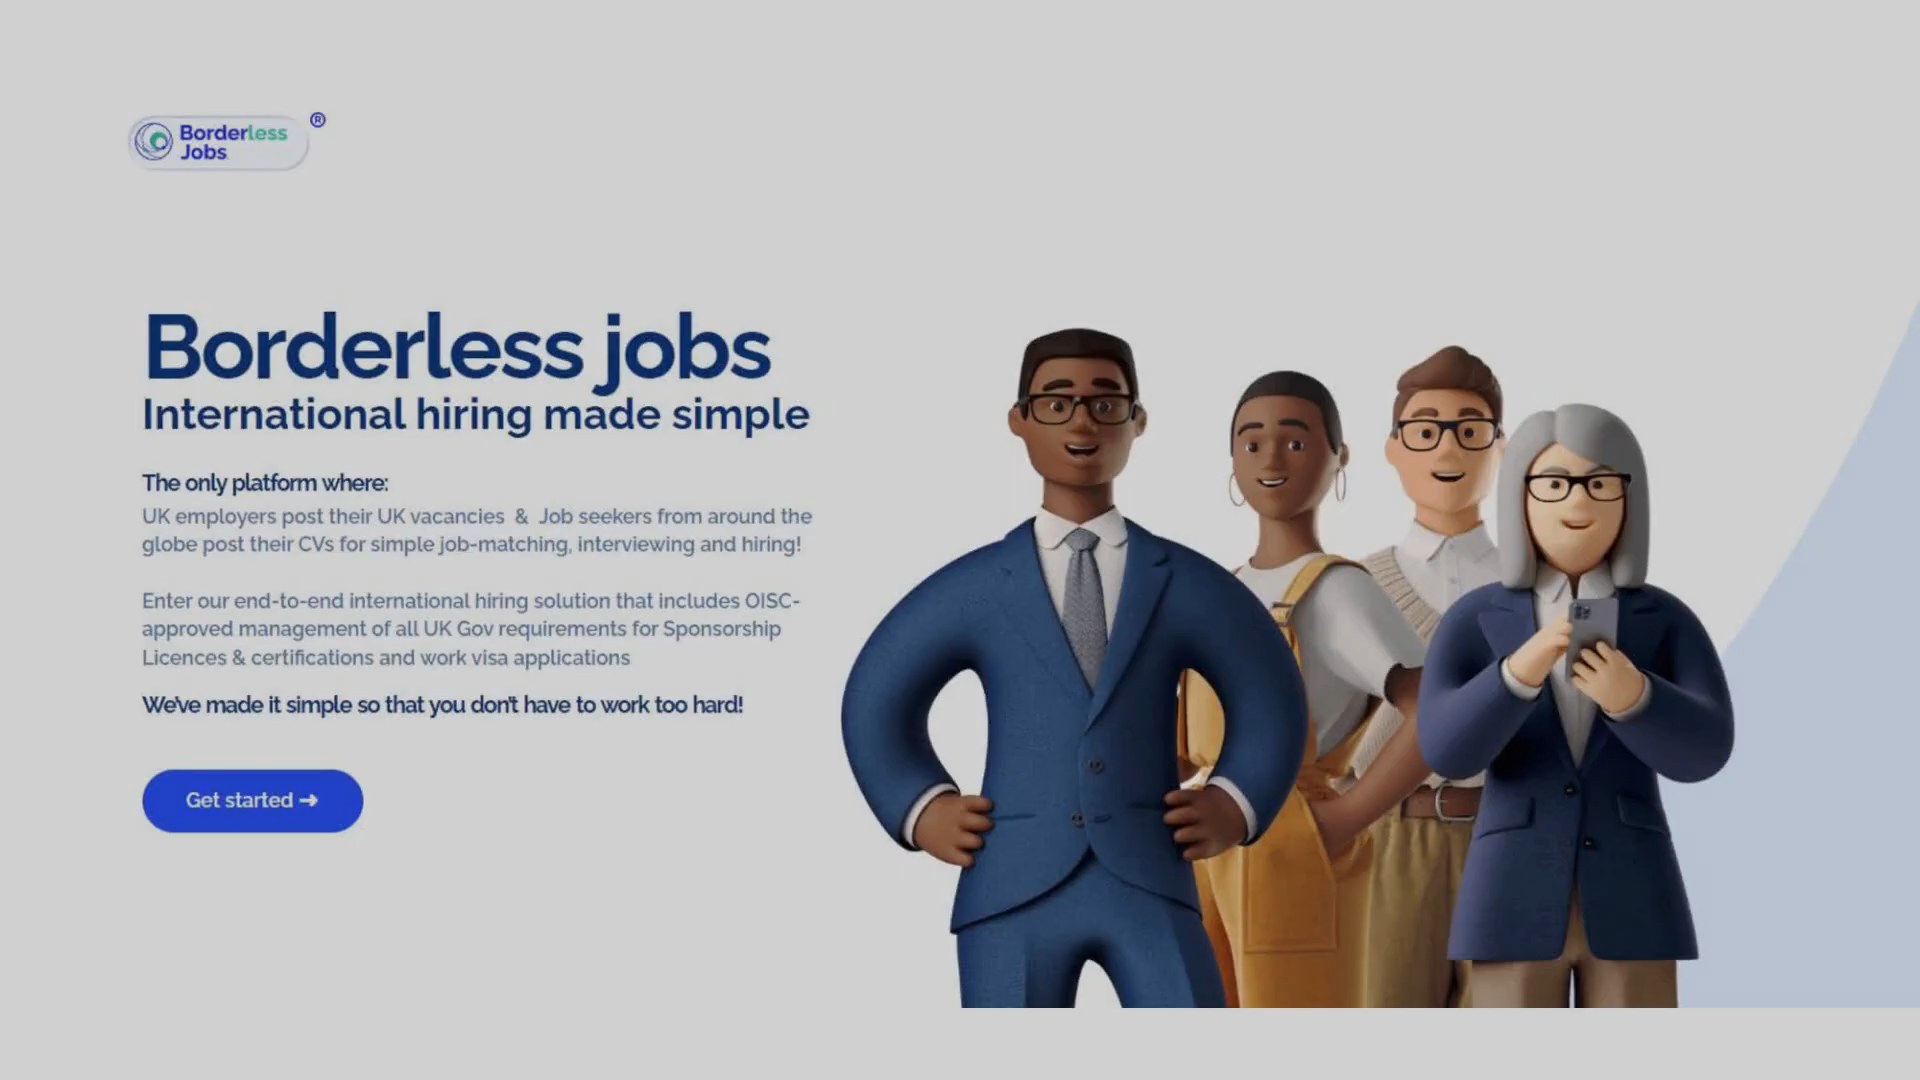 Borderless
Jobs
®
Borderless jobs
International hiring made simple
The only platform where:
UK employers post their UK vacancies & Job seekers from around the
globe post their CVs for simple job-matching, interviewing and hiring!
Enter our end-to-end international hiring solution that includes OISC-
approved management of all UK Gov requirements for Sponsorship
Licences & certifications and work visa applications
We've made it simple so that you don't have to work too hard!
Get started →